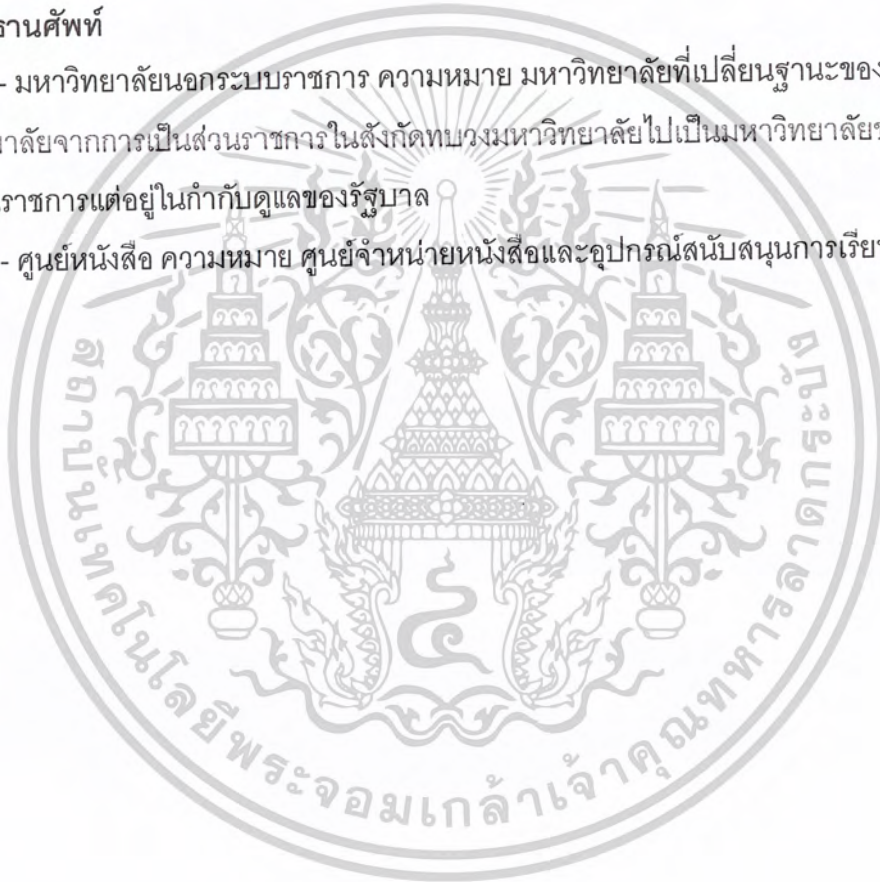 ธานศัพท์
- มหาวิทยาลัยนอกระบบราชการ ความหมาย มหาวิทยาลัยที่เปลี่ยนฐานะของ
ยาลัยจากการเป็นส่วนราชการในสังกัดทบวงมหาวิทยาลัยไปเป็นมหาวิทยาลัย
ราชการแต่อยู่ในกำกับดูแลของรัฐบาล
- ศูนย์หนังสือ ความหมาย ศูนย์จำหน่ายหนังสือและอุปกรณ์สนับสนุนการเรียน
๔
สถาบันเทคโนโลยีพระจอมเกล้าเจ้าคุณทหารลาดกระบัง